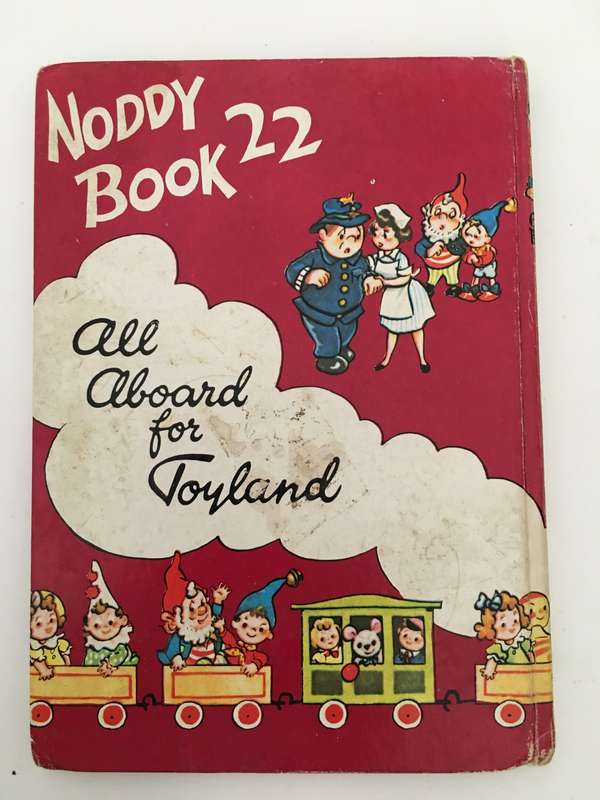 NODDY
BOOK 22
All
Aboard
for
Toyland